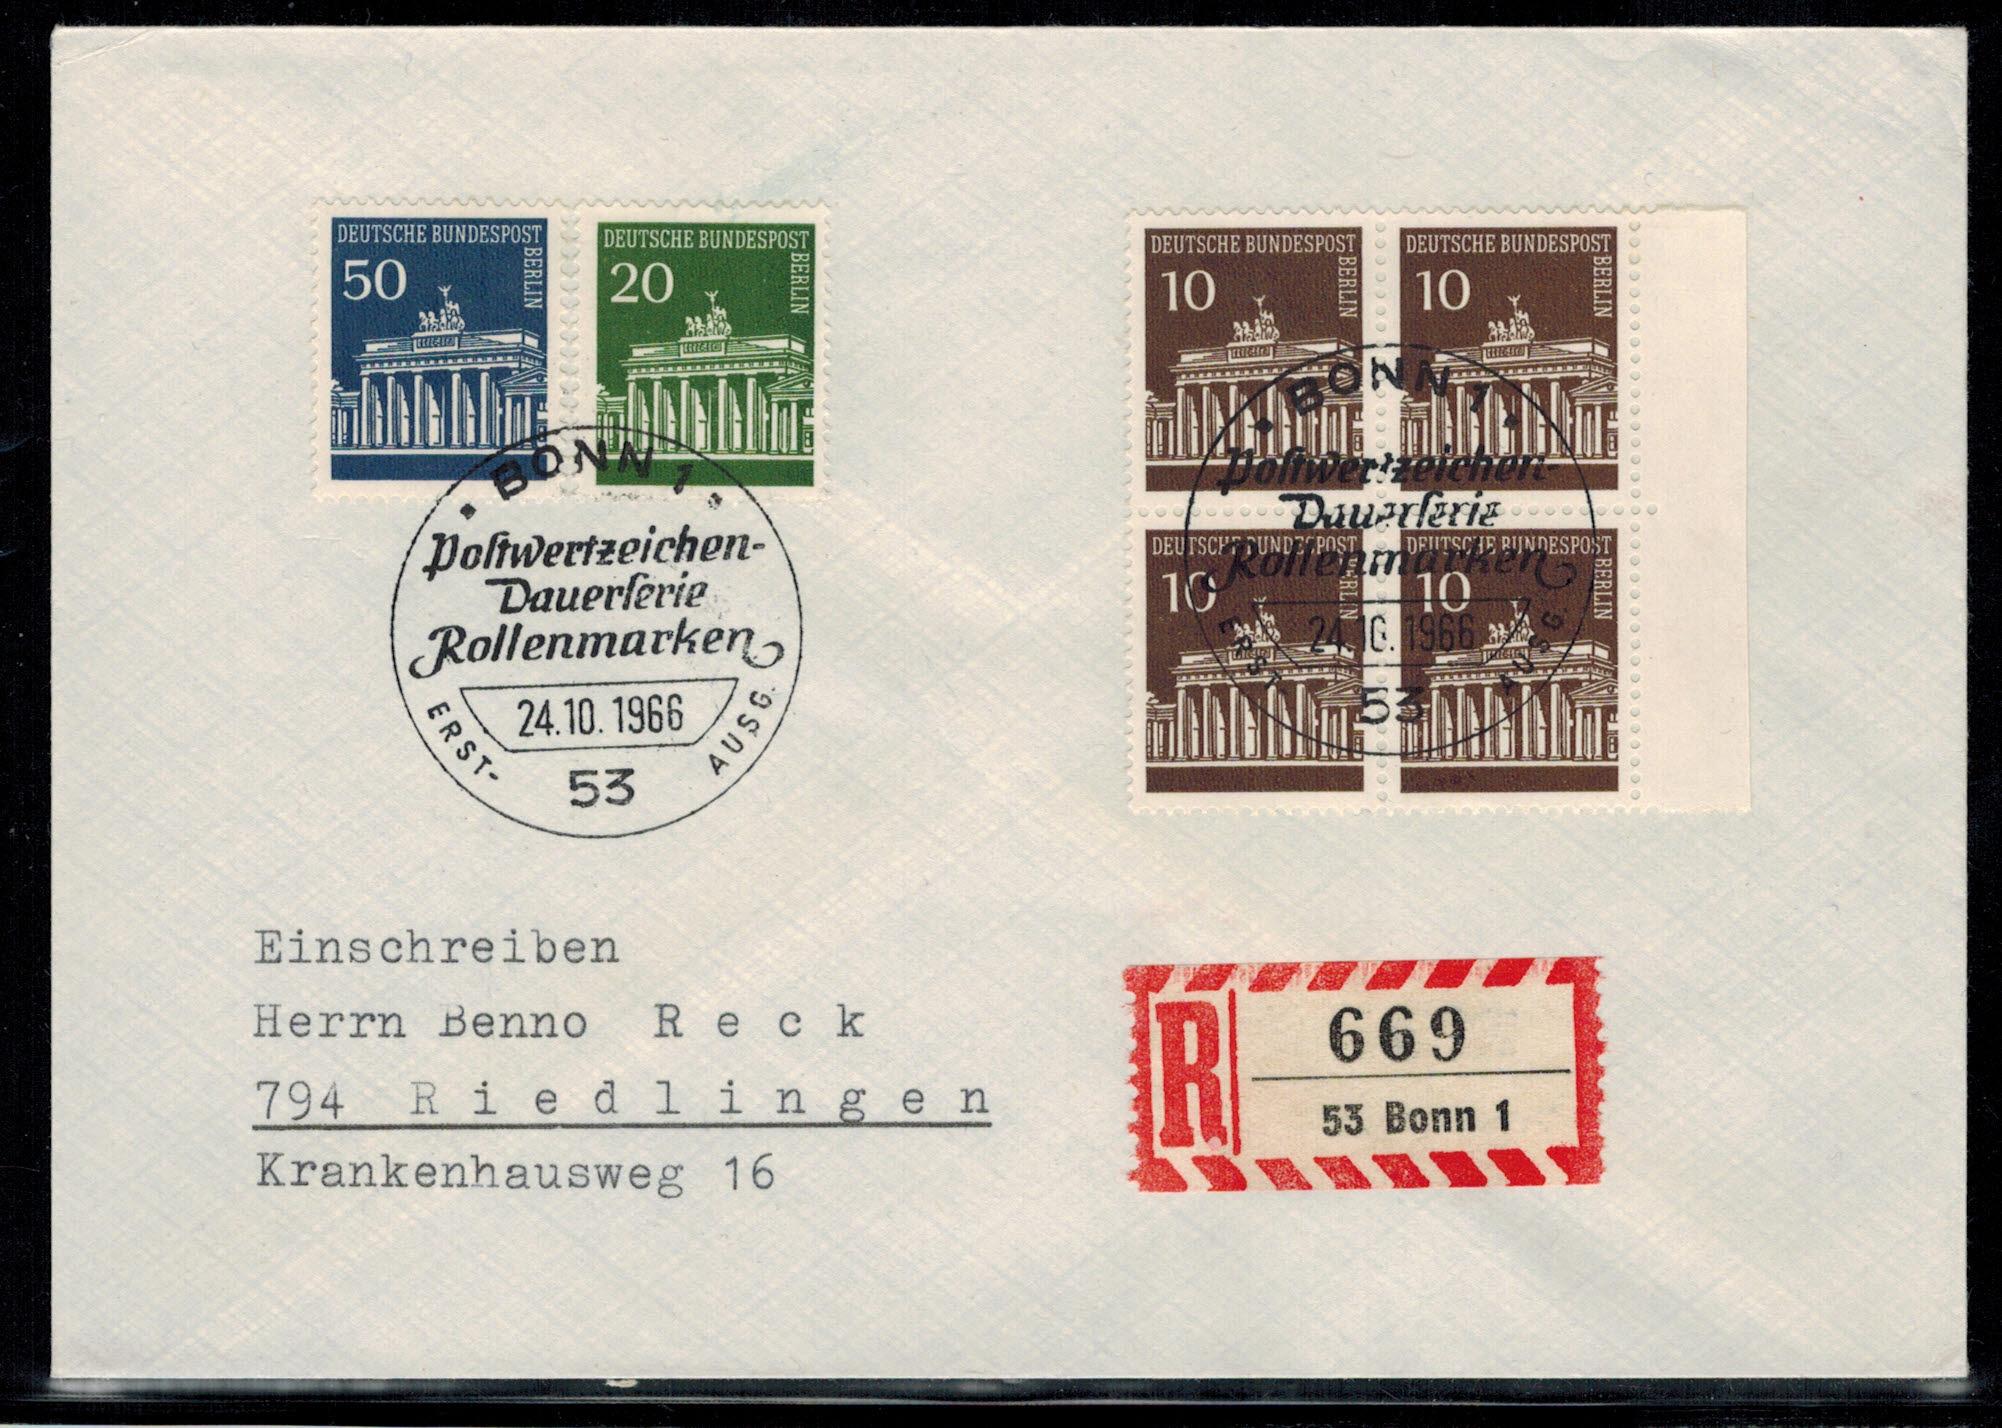 DEUTSCHE BUNDESPOST
BERLIN
50
DEUTSCHE BUNDESPOST
BERLIN
20
BONN 1
Poſtwertzeichen-
Dauerſerie
Rollenmarken
24.10.1966
ERST-
AUSG.
53
DEUTSCHE BUNDESPOST
BERLIN
10
DEUTSCHE BUNDESPOST
BERLIN
10
DEUTSCHE BUNDESPOST
BERLIN
10
DEUTSCHE BUNDESPOST
BERLIN
10
BONN 1
Poſtwertzeichen-
Dauerſerie
Rollenmarken
24.10.1966
ERST-
AUSG.
53
Einschreiben
Herrn Benno R e c k
794 R i e d l i n g e n
Krankenhausweg 16
R
669
53 Bonn 1